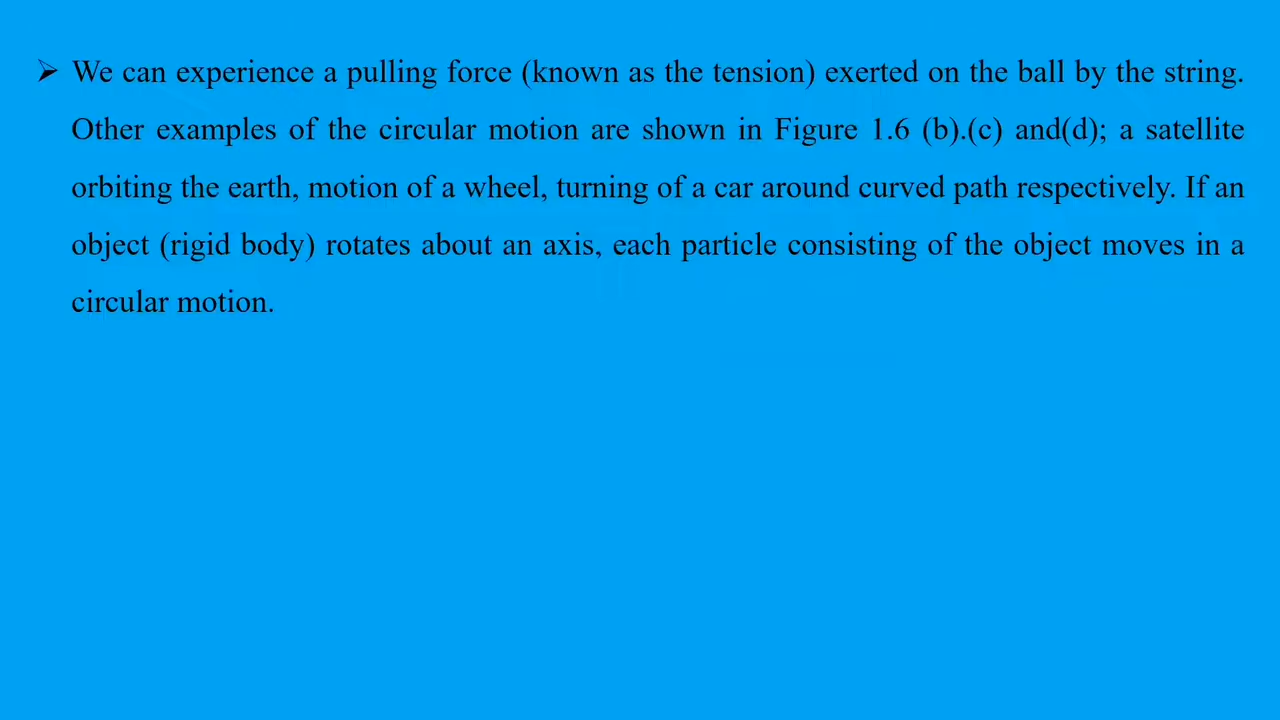 ➢ We can experience a pulling force (known as the tension) exerted on the ball by the string.
Other examples of the circular motion are shown in Figure 1.6 (b).(c) and(d); a satellite
orbiting the earth, motion of a wheel, turning of a car around curved path respectively. If an
object (rigid body) rotates about an axis, each particle consisting of the object moves in a
circular motion.